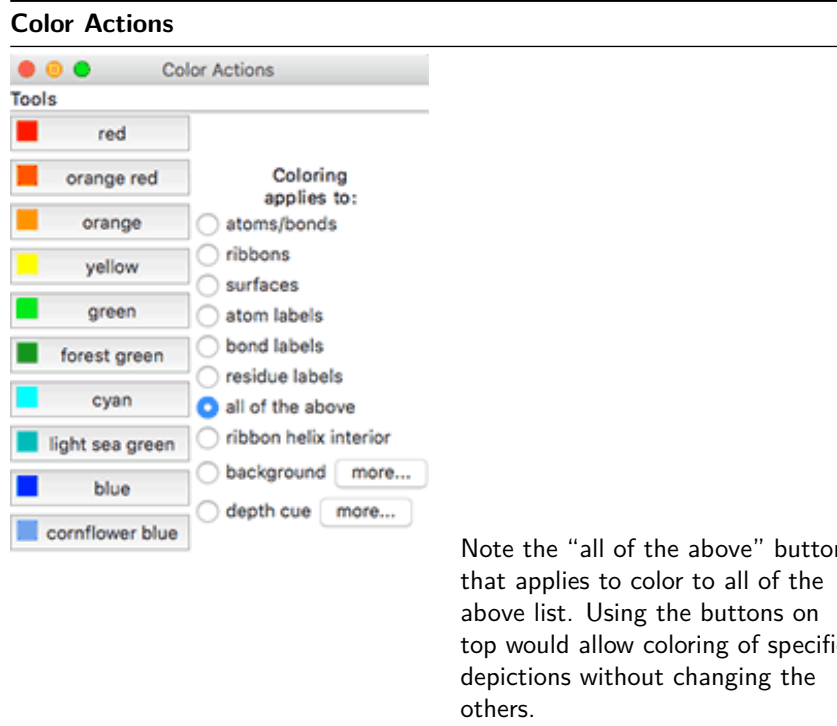 Color Actions
Color Actions
Tools
red
orange red
orange
yellow
green
forest green
cyan
light sea green
blue
cornflower blue
Coloring
applies to:
atoms/bonds
ribbons
surfaces
atom labels
bond labels
residue labels
all of the above
ribbon helix interior
background more...
depth cue more...
Note the “all of the above” button
that applies to color to all of the
above list. Using the buttons on
top would allow coloring of specific
depictions without changing the
others.